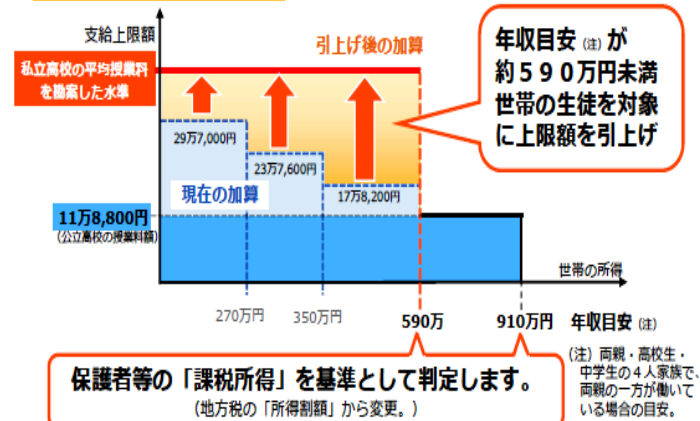 支給上限額
引上げ後の加算
年収目安(注)が
約590万円未満
世帯の生徒を対象
に上限額を引上げ
私立高校の平均授業料
を勘案した水準
29万7,000円
23万7,600円
17万8,200円
現在の加算
11万8,800円
(公立高校の授業料額)
世帯の所得
270万円
350万円
590万
910万円
年収目安(注)
保護者等の「課税所得」を基準として判定します。
(地方税の「所得割額」から変更。)
(注)両親・高校生・
中学生の4人家族で、
両親の一方が働いて
いる場合の目安。